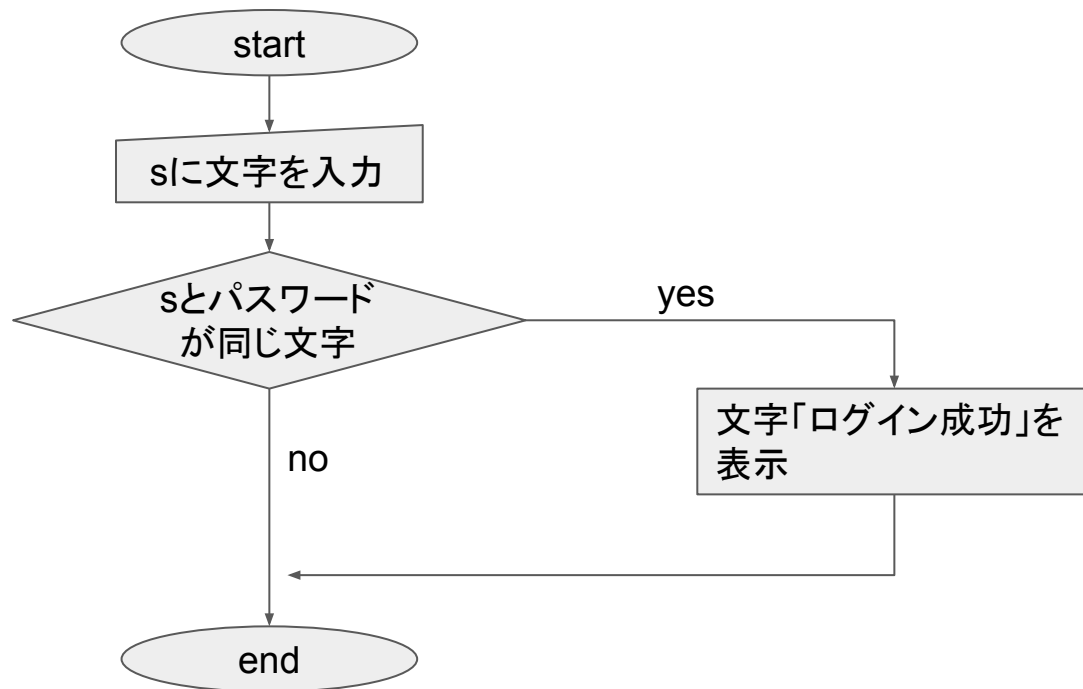 start
sに文字を入力
sとパスワード
が同じ文字
yes
文字「ログイン成功」を
表示
no
end